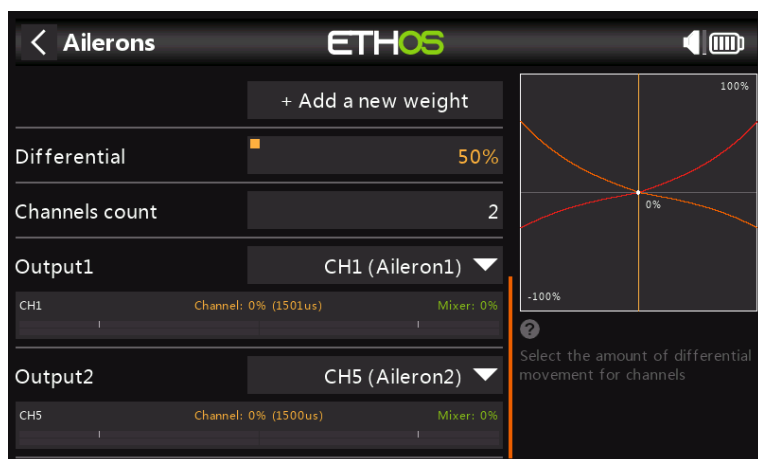 Ailerons
ETHOS
+ Add a new weight
Differential
50%
Channels count
2
Output1
CH1 (Aileron1)
CH1
Channel: 0% (1501us)
Mixer: 0%
Output2
CH5 (Aileron2)
CH5
Channel: 0% (1500us)
Mixer: 0%
100%
0%
-100%
?
Select the amount of differential
movement for channels